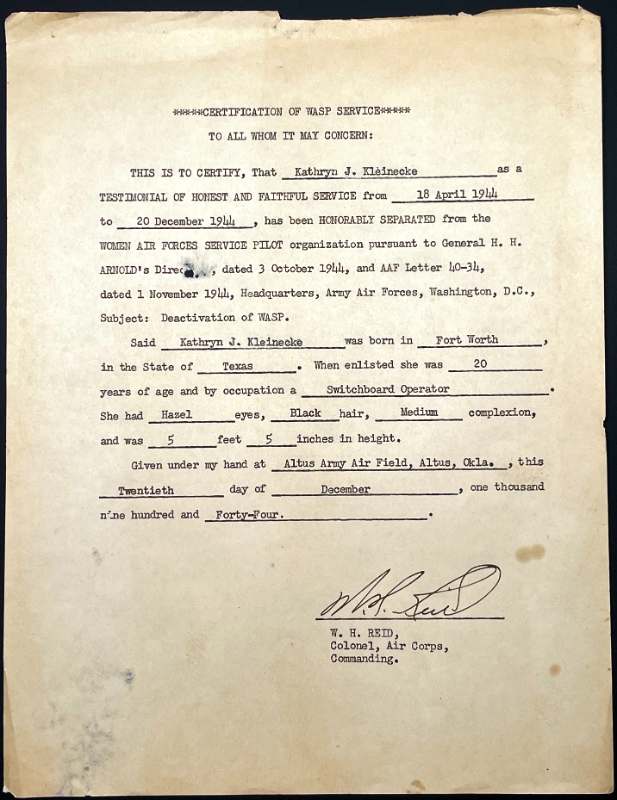 *****CERTIFICATION OF WASP SERVICE*****
TO ALL WHOM IT MAY CONCERN:
THIS IS TO CERTIFY, That Kathryn J. Kleinecke as a
TESTIMONIAL OF HONEST AND FAITHFUL SERVICE from 18 April 1944
to 20 December 1944, has been HONORABLY SEPARATED from the
WOMEN AIR FORCES SERVICE PILOT organization pursuant to General H. H.
ARNOLD's Direc , dated 3 October 1944, and AAF Letter 40-34,
dated 1 November 1944, Headquarters, Army Air Forces, Washington, D.C.,
Subject: Deactivation of WASP.
Said Kathryn J. Kleinecke was born in Fort Worth,
in the State of Texas. When enlisted she was 20
years of age and by occupation a Switchboard Operator.
She had Hazel eyes, Black hair, Medium complexion,
and was 5 feet 5 inches in height.
Given under my hand at Altus Army Air Field, Altus, Okla., this
Twentieth day of December, one thousand
nine hundred and Forty-Four. .
W. H. Reid
W. H. REID,
Colonel, Air Corps,
Commanding.